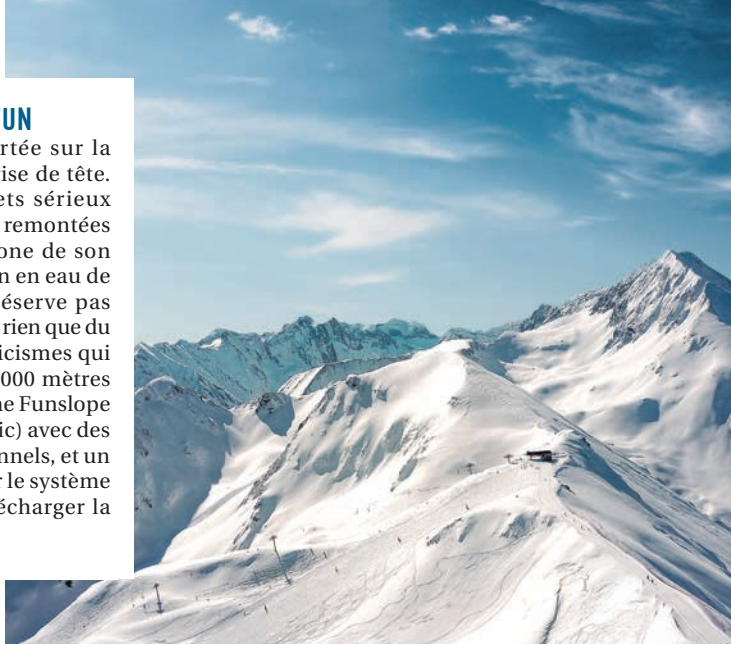 'UN
rtée sur la
ise de tête.
ets sérieux
remontées
one de son
n en eau de
éserve pas
rien que du
icismes qui
000 mètres
ne Funslope
ic) avec des
nnels, et un
r le système
écharger la